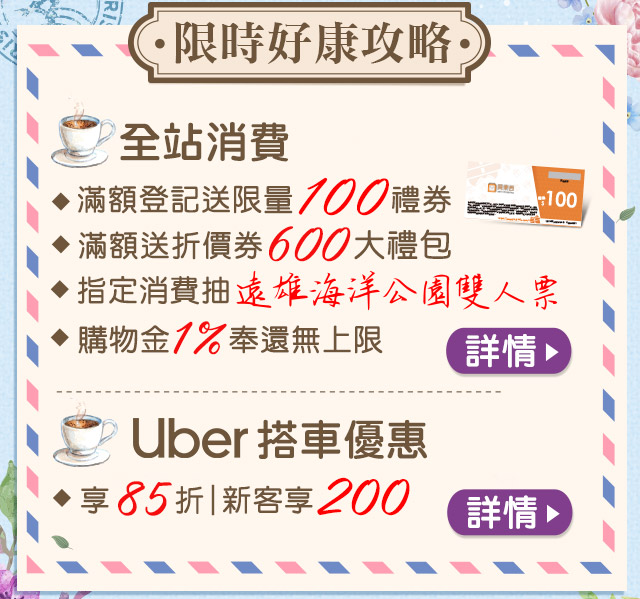 ·限時好康攻略·
全站消費
◆ 滿額登記送限量100禮券
100
◆ 滿額送折價券600大禮包
◆ 指定消費抽遠雄海洋公園雙人票
◆ 購物金1%奉還無上限
詳情
Uber 搭車優惠
◆ 享85折|新客享200
詳情